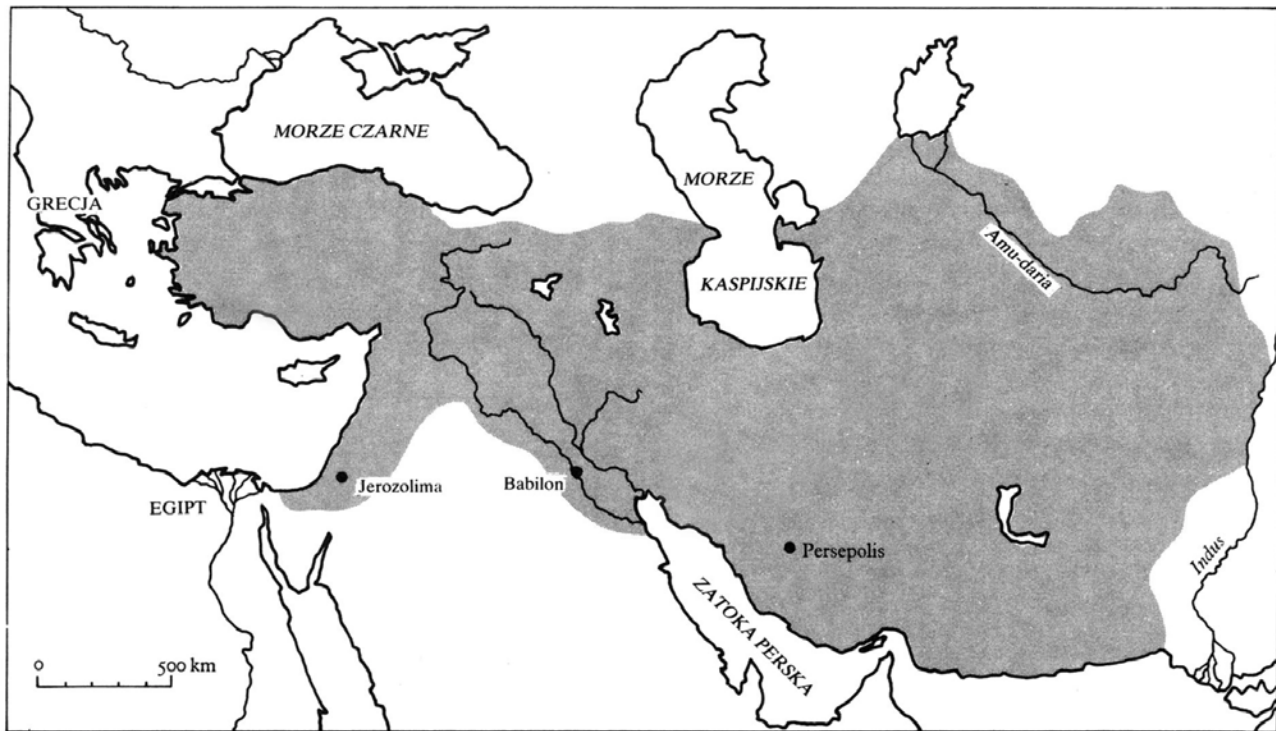 MORZE CZARNE
MORZE
GRECJA
Amu-daria
KASPIJSKIE
Jerozolima
Babilon
EGIPT
Persepolis
Indus
ZATOKA PERSKA
0 500 km